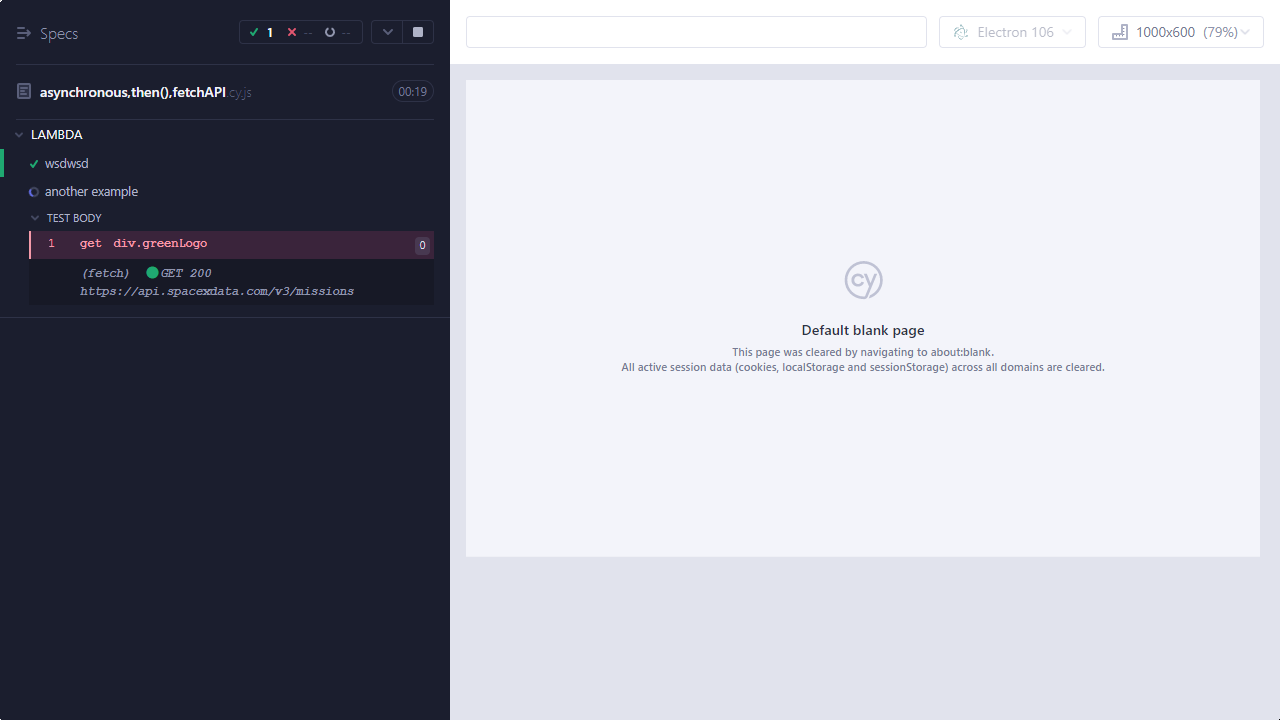 Specs
1 -- --
asynchronous,then(),fetchAPI.cy.js 00:19
LAMBDA
wsdwsd
another example
TEST BODY
1 get div.greenLogo 0
(fetch) GET 200
https://api.spacexdata.com/v3/missions
Electron 106
1000x600 (79%)
cy
Default blank page
This page was cleared by navigating to about:blank.
All active session data (cookies, localStorage and sessionStorage) across all domains are cleared.